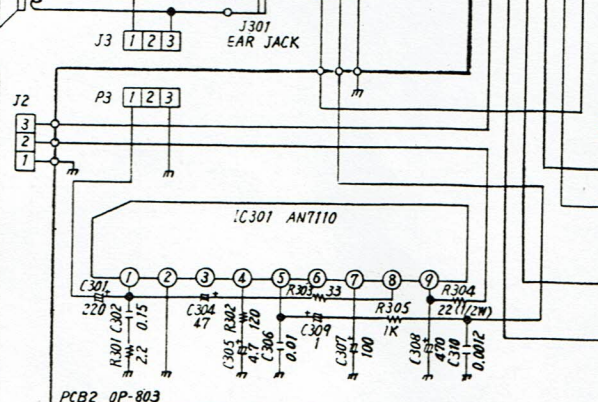 J301
EAR JACK
J3 1 2 3
J2
P3 1 2 3
3
2
1
IC301 AN7110
1 2 3 4 5 6 7 8 9
C301 220
C302 0.15
R301 2.2
C304 47
R302 120
C305 4.7
C306 0.01
R303 33
C309 1
C307 100
R305 1K
R304 22 (1/2W)
C308 470
C310 0.0012
PCB2 OP-803